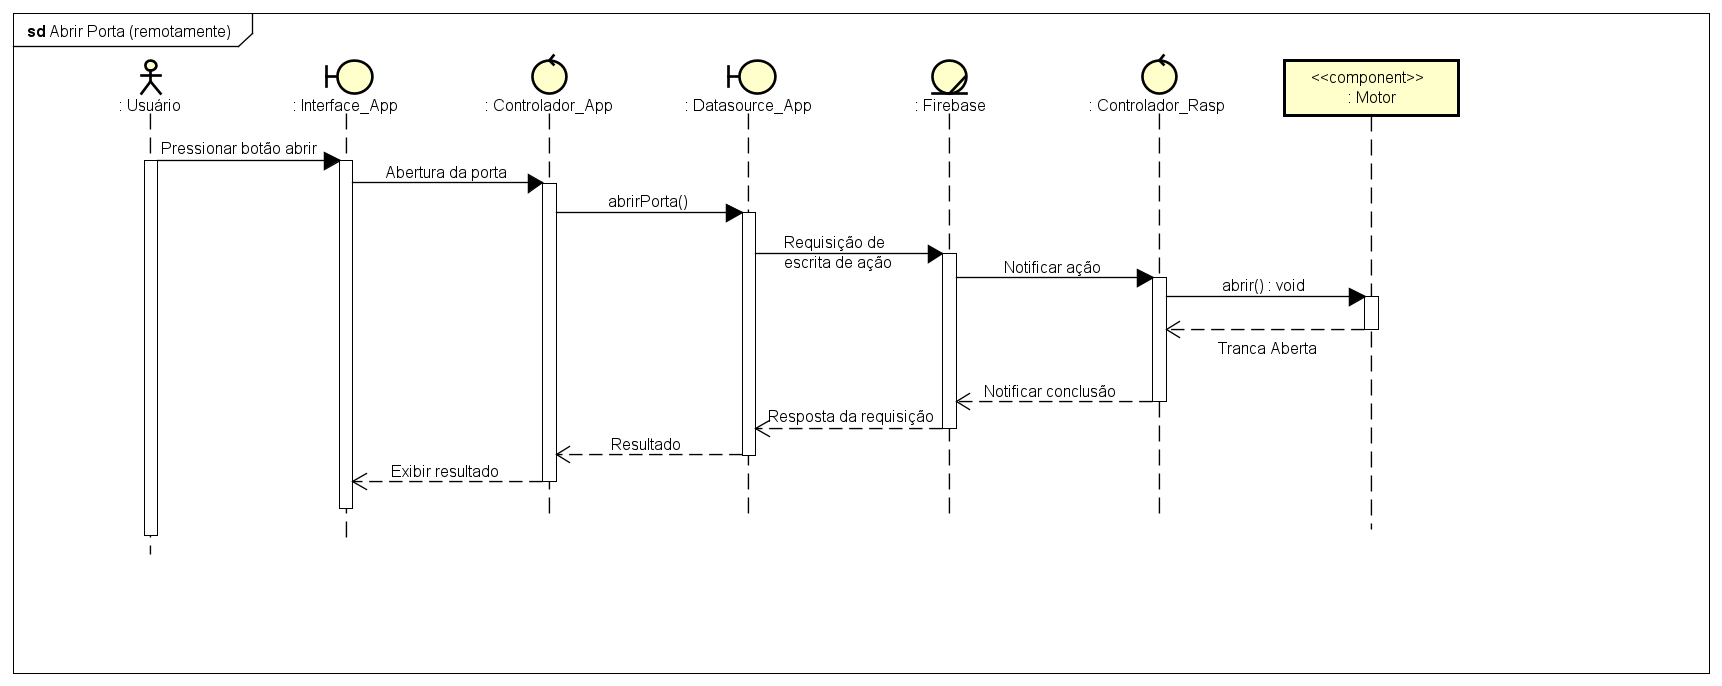 sd Abrir Porta (remotamente)
: Usuário
: Interface_App
: Controlador_App
: Datasource_App
: Firebase
: Controlador_Rasp
<<component>>
: Motor
Pressionar botão abrir
Abertura da porta
abrirPorta()
Requisição de
escrita de ação
Notificar ação
abrir() : void
Tranca Aberta
Notificar conclusão
Resposta da requisição
Resultado
Exibir resultado